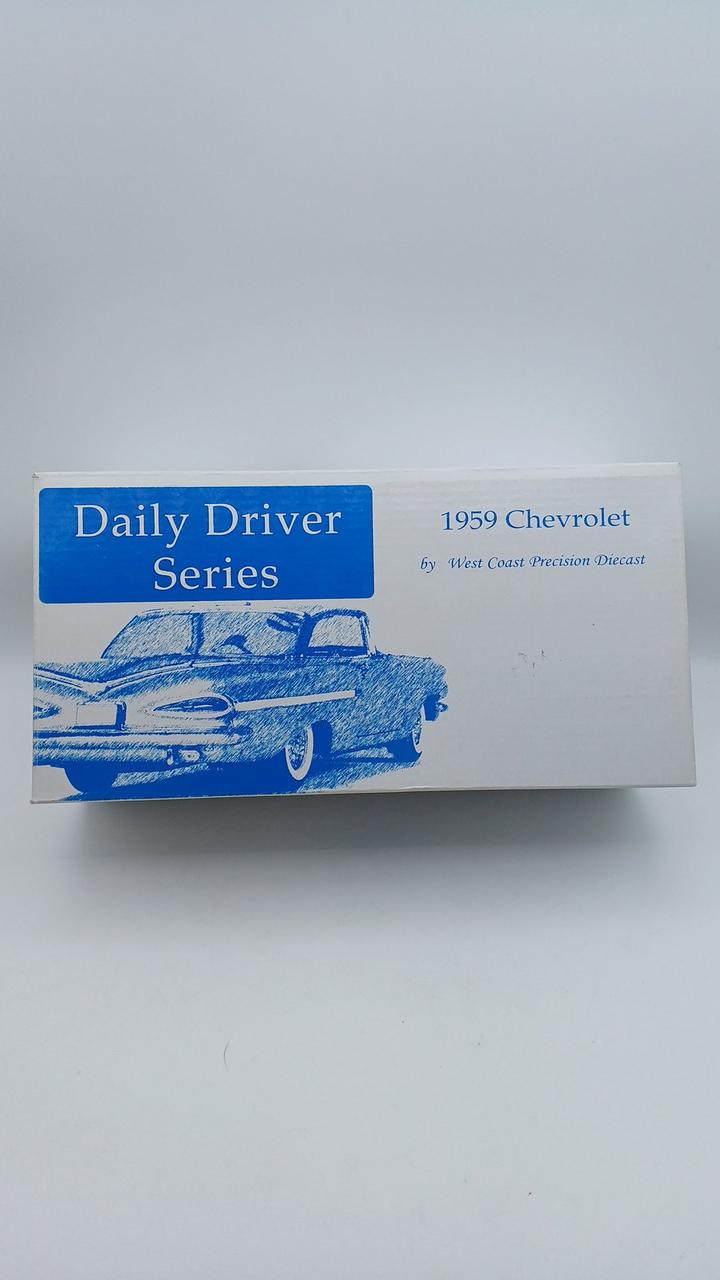 Daily Driver
Series
1959 Chevrolet
by West Coast Precision Diecast